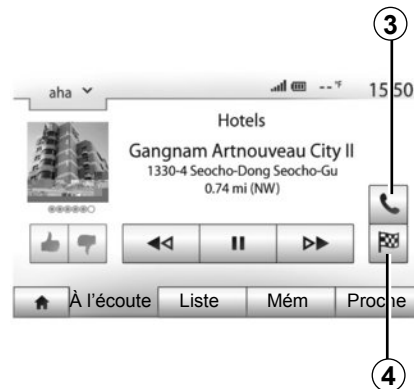 3
aha
--°F
15:50
Hotels
Gangnam Artnouveau City II
1330-4 Seocho-Dong Seocho-Gu
0.74 mi (NW)
À l'écoute Liste Mém Proche
4